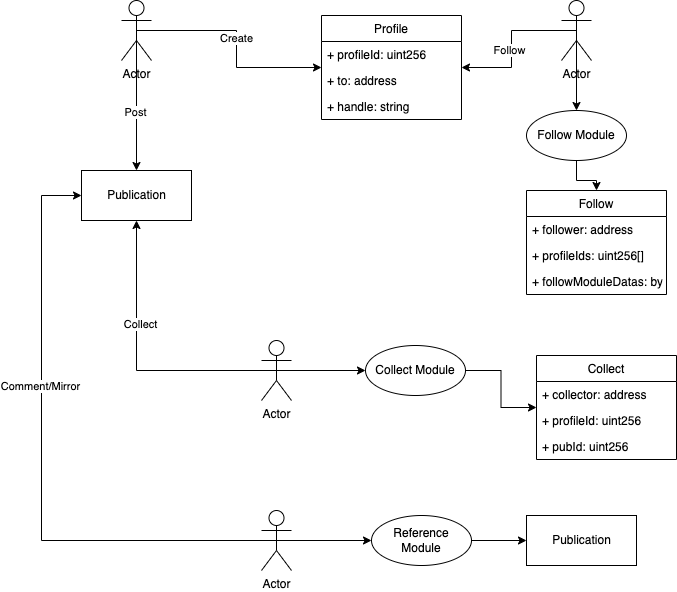 Profile
Create
Follow
+ profileId: uint256
Actor
Actor
+ to: address
+ handle: string
Post
Follow Module
Publication
Follow
+ follower: address
+ profileIds: uint256[]
+ followModuleDatas: by
Collect
Collect Module
Collect
Comment/Mirror
+ collector: address
Actor
+ profileId: uint256
+ pubId: uint256
Reference
Module
Publication
Actor